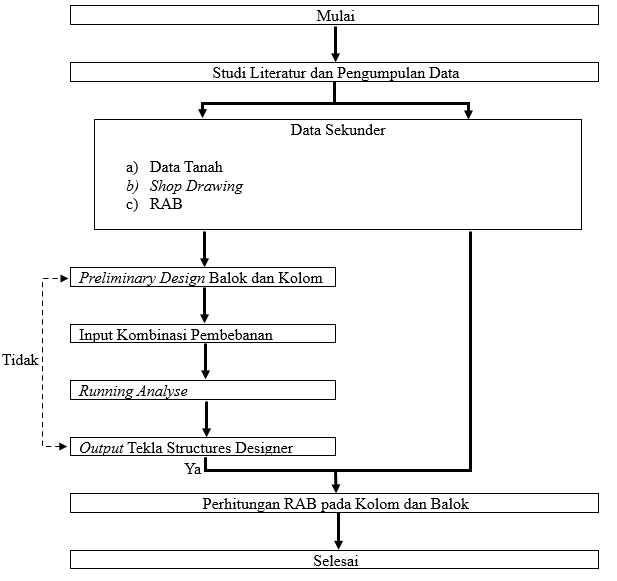 Mulai
Studi Literatur dan Pengumpulan Data
Data Sekunder
a) Data Tanah
b) Shop Drawing
c) RAB
Preliminary Design Balok dan Kolom
Input Kombinasi Pembebanan
Tidak
Running Analyse
Output Tekla Structures Designer
Ya
Perhitungan RAB pada Kolom dan Balok
Selesai